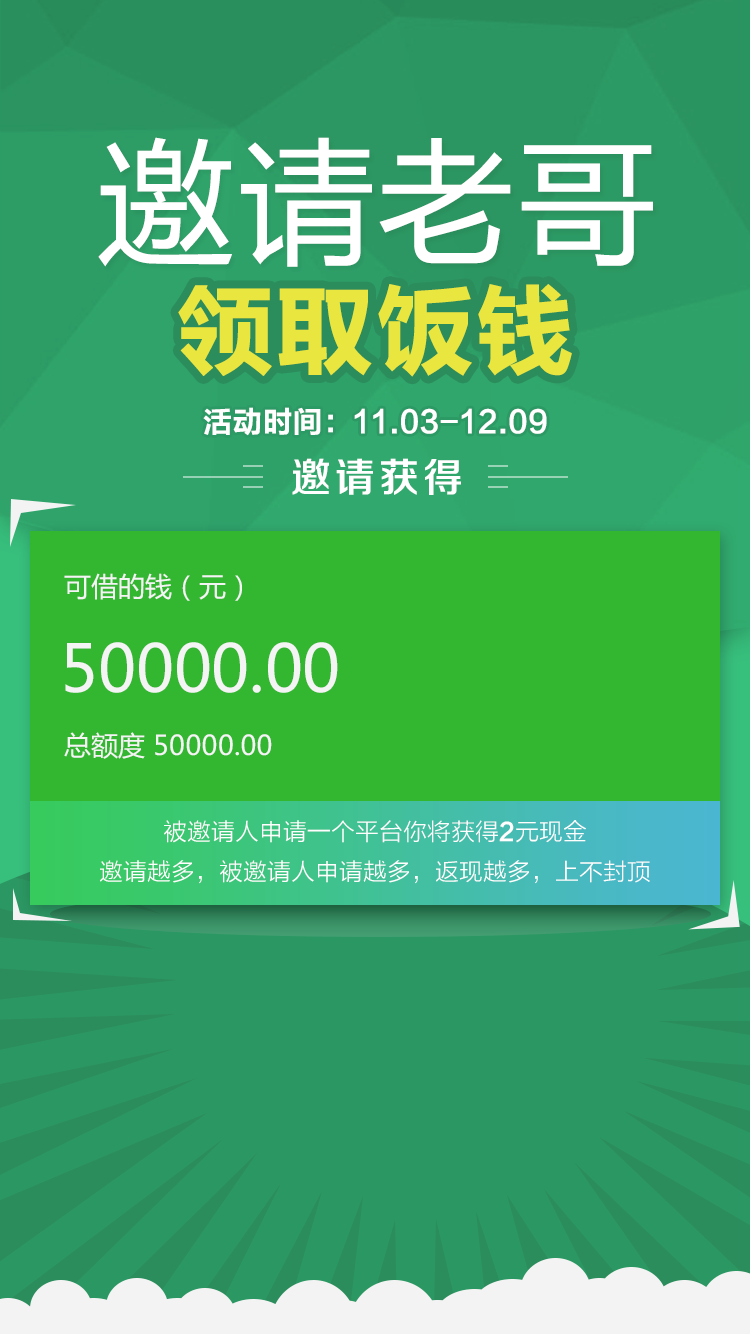 邀请老哥
领取饭钱
活动时间：11.03-12.09
邀请获得
可借的钱（元）
50000.00
总额度 50000.00
被邀请人申请一个平台你将获得2元现金
邀请越多，被邀请人申请越多，返现越多，上不封顶